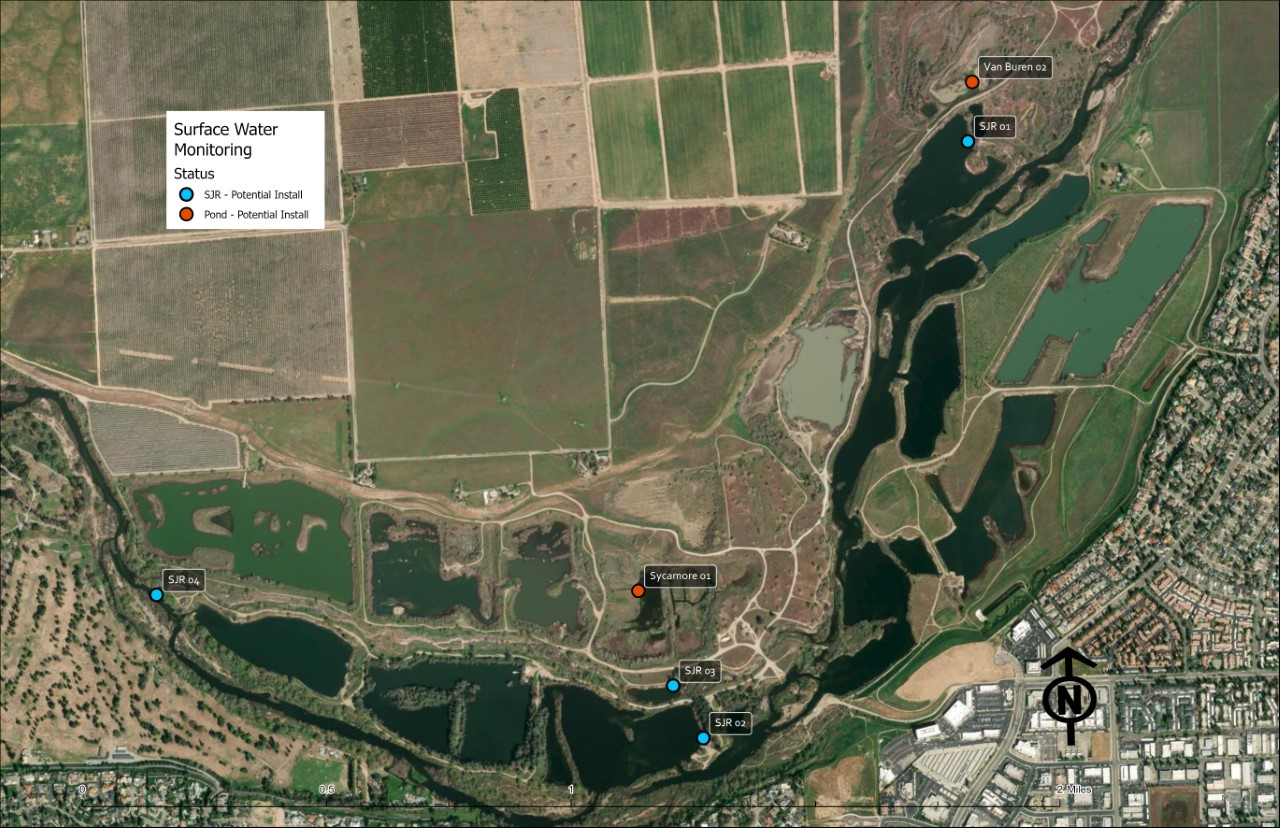 Van Buren 02
SJR 01
Surface Water
Monitoring
Status
SJR - Potential Install
Pond - Potential Install
Sycamore 01
SJR 04
SJR 03
SJR 02
N
0 0.5 1 2 Miles